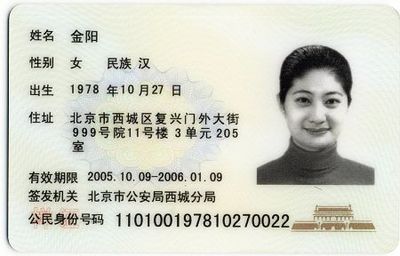 姓名 金阳
性别 女 民族 汉
出生 1978 年 10 月 27 日
住址 北京市西城区复兴门外大街
999号院11号楼 3 单元 205
室
有效期限 2005.10.09-2006.01.09
签发机关 北京市公安局西城分局
公民身份号码 110100197810270022